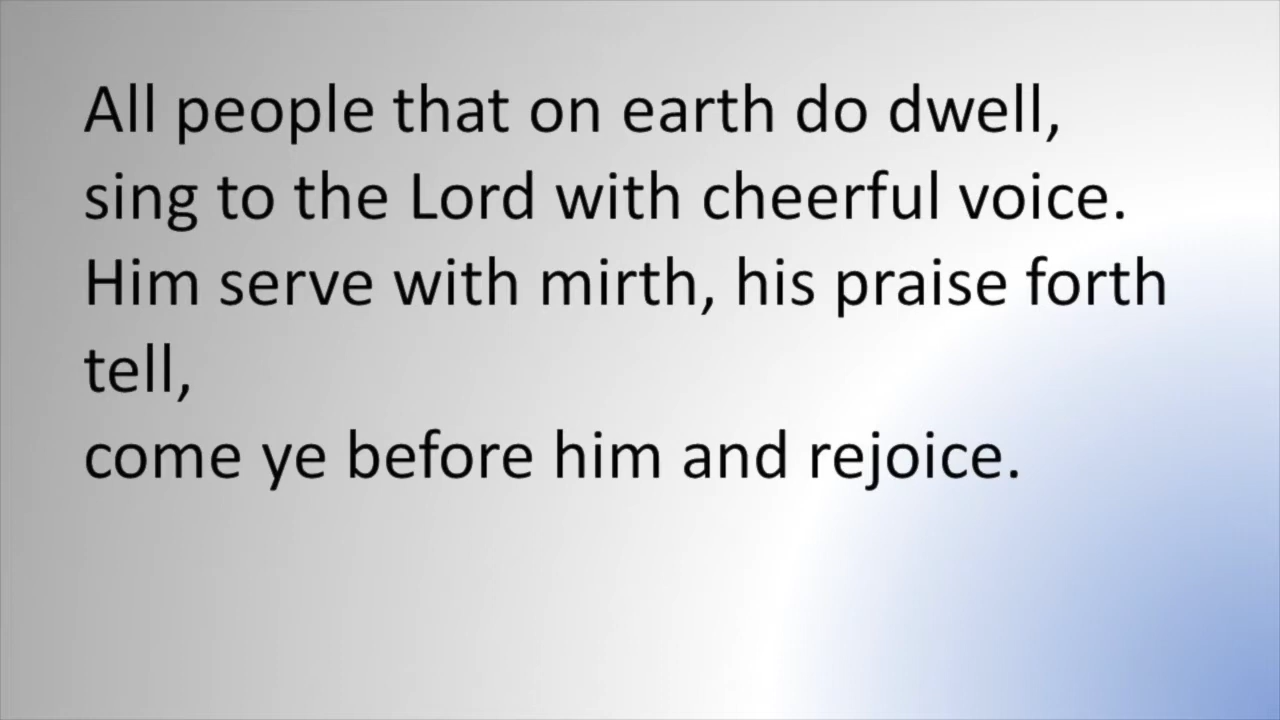 All people that on earth do dwell,
sing to the Lord with cheerful voice.
Him serve with mirth, his praise forth
tell,
come ye before him and rejoice.